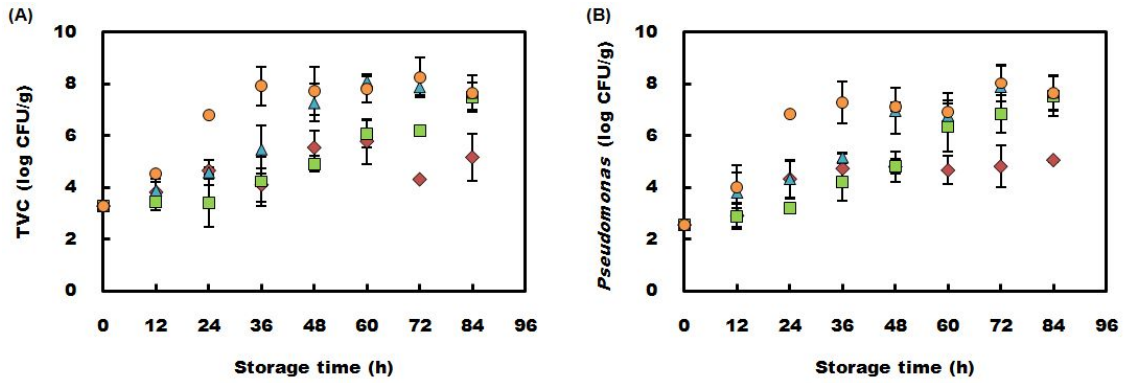 (A)
10
8
6
4
2
0
TVC (log CFU/g)
0 12 24 36 48 60 72 84 96
Storage time (h)
(B)
10
8
6
4
2
0
Pseudomonas (log CFU/g)
0 12 24 36 48 60 72 84 96
Storage time (h)